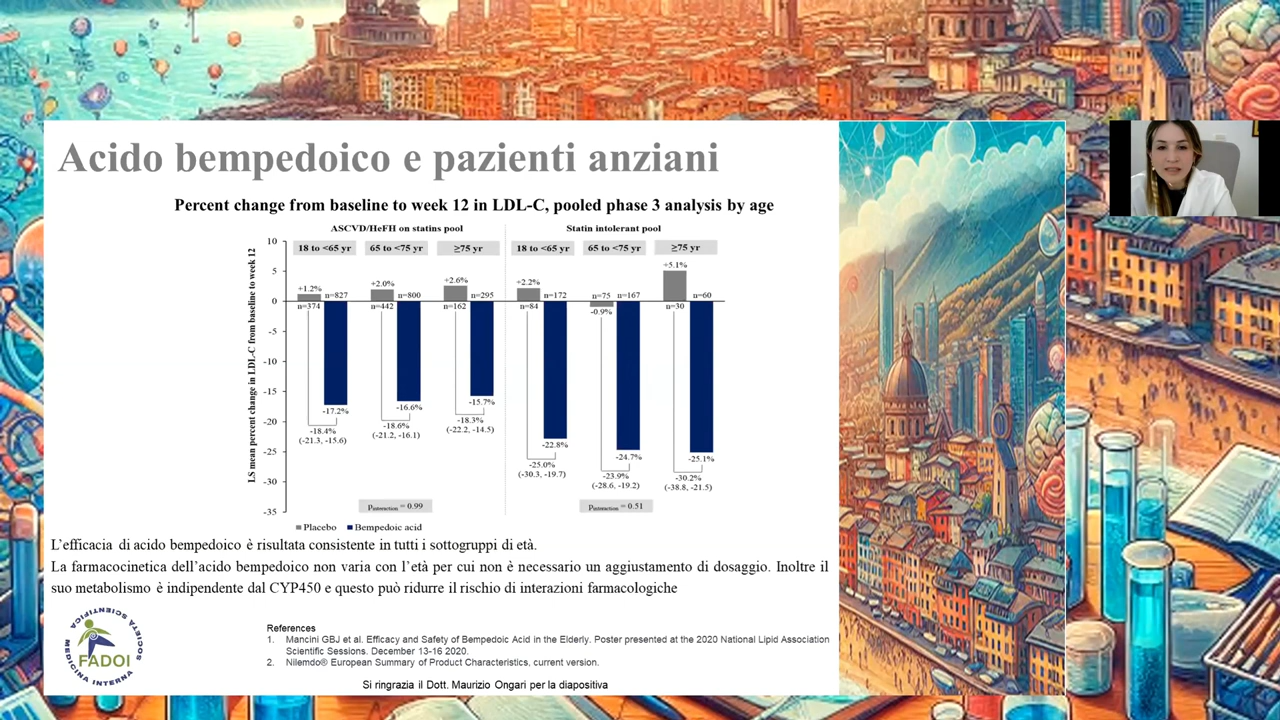 Acido bempedoico e pazienti anziani
Percent change from baseline to week 12 in LDL-C, pooled phase 3 analysis by age
ASCVD/HeFH on statins pool
Statin intolerant pool
18 to <65 yr
65 to <75 yr
≥75 yr
18 to <65 yr
65 to <75 yr
≥75 yr
LS mean percent change in LDL-C from baseline to week 12
10
5
0
-5
-10
-15
-20
-25
-30
-35
+1.2%
n=827
n=374
-17.2%
-18.4%
(-21.3, -15.6)
+2.0%
n=800
n=442
-16.6%
-18.6%
(-21.2, -16.1)
+2.6%
n=295
n=162
-15.7%
-18.3%
(-22.2, -14.5)
+2.2%
n=172
n=84
-22.8%
-25.0%
(-30.3, -19.7)
n=75
n=167
-0.9%
-24.7%
-23.9%
(-28.6, -19.2)
+5.1%
n=60
n=30
-25.1%
-30.2%
(-38.8, -21.5)
pinteraction = 0.99
pinteraction = 0.51
Placebo
Bempedoic acid
L'efficacia di acido bempedoico è risultata consistente in tutti i sottogruppi di età.
La farmacocinetica dell'acido bempedoico non varia con l'età per cui non è necessario un aggiustamento di dosaggio. Inoltre il
suo metabolismo è indipendente dal CYP450 e questo può ridurre il rischio di interazioni farmacologiche
SOCIETÀ SCIENTIFICA
MEDICINA INTERNA
FADOI
References
1. Mancini GBJ et al. Efficacy and Safety of Bempedoic Acid in the Elderly. Poster presented at the 2020 National Lipid Association
Scientific Sessions. December 13-16 2020.
2. Nilemdo® European Summary of Product Characteristics, current version.
Si ringrazia il Dott. Maurizio Ongari per la diapositiva